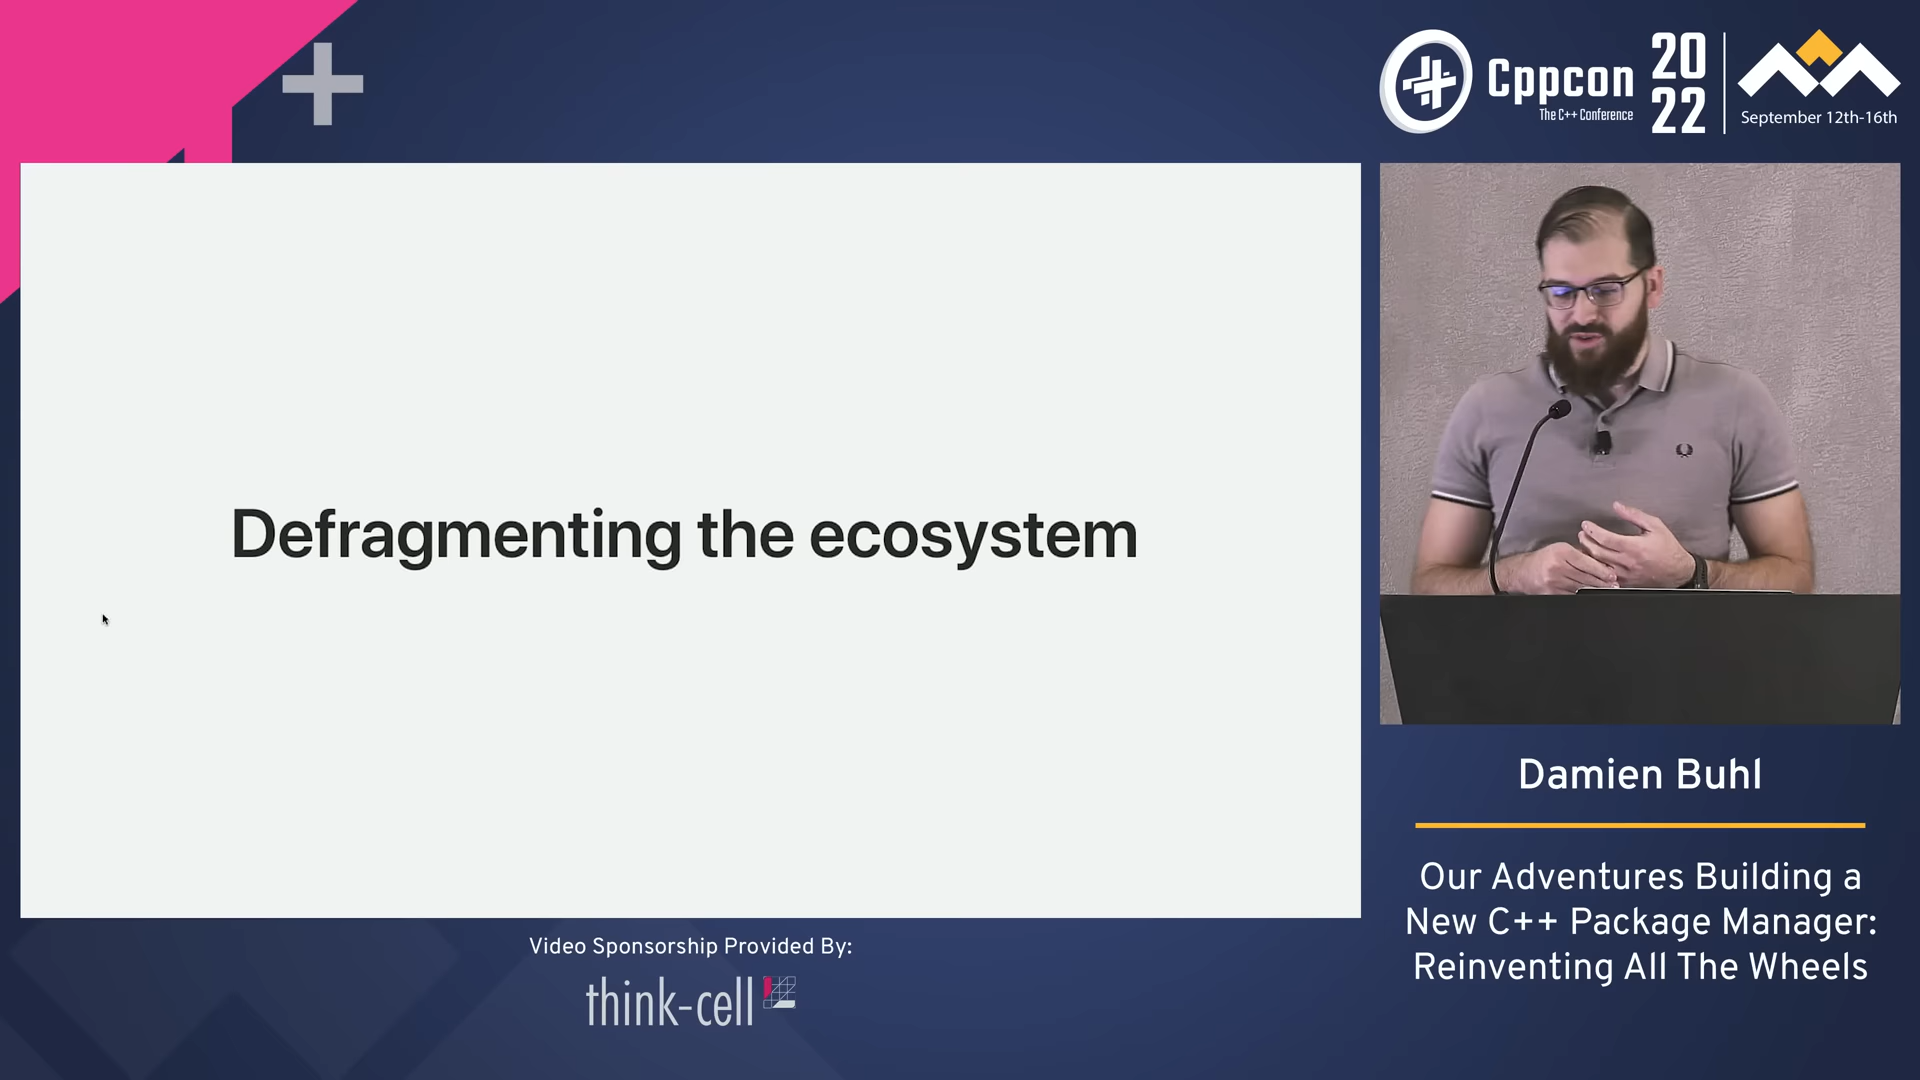 Cppcon
The C++ Conference
20
22
September 12th-16th
Defragmenting the ecosystem
Damien Buhl
Our Adventures Building a
New C++ Package Manager:
Reinventing All The Wheels
Video Sponsorship Provided By:
think-cell